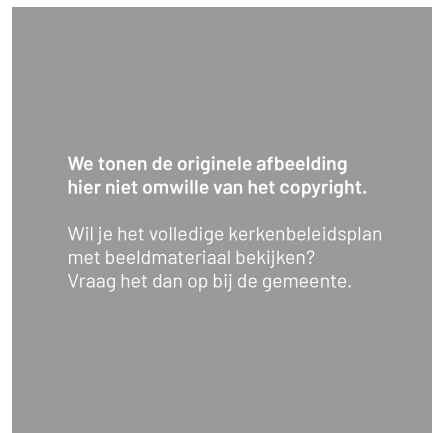 We tonen de originele afbeelding
hier niet omwille van het copyright.
Wil je het volledige kerkenbeleidsplan
met beeldmateriaal bekijken?
Vraag het dan op bij de gemeente.